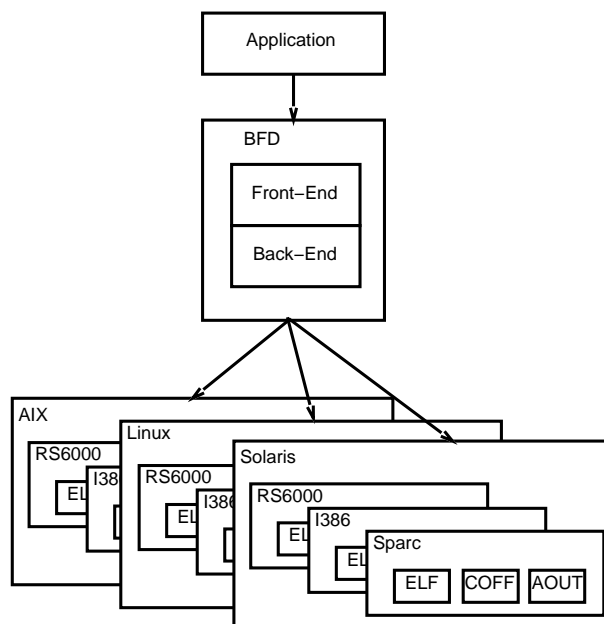 Application
BFD
Front−End
Back−End
AIX
Linux
Solaris
RS6000
RS6000
RS6000
I386
Sparc
ELF COFF AOUT